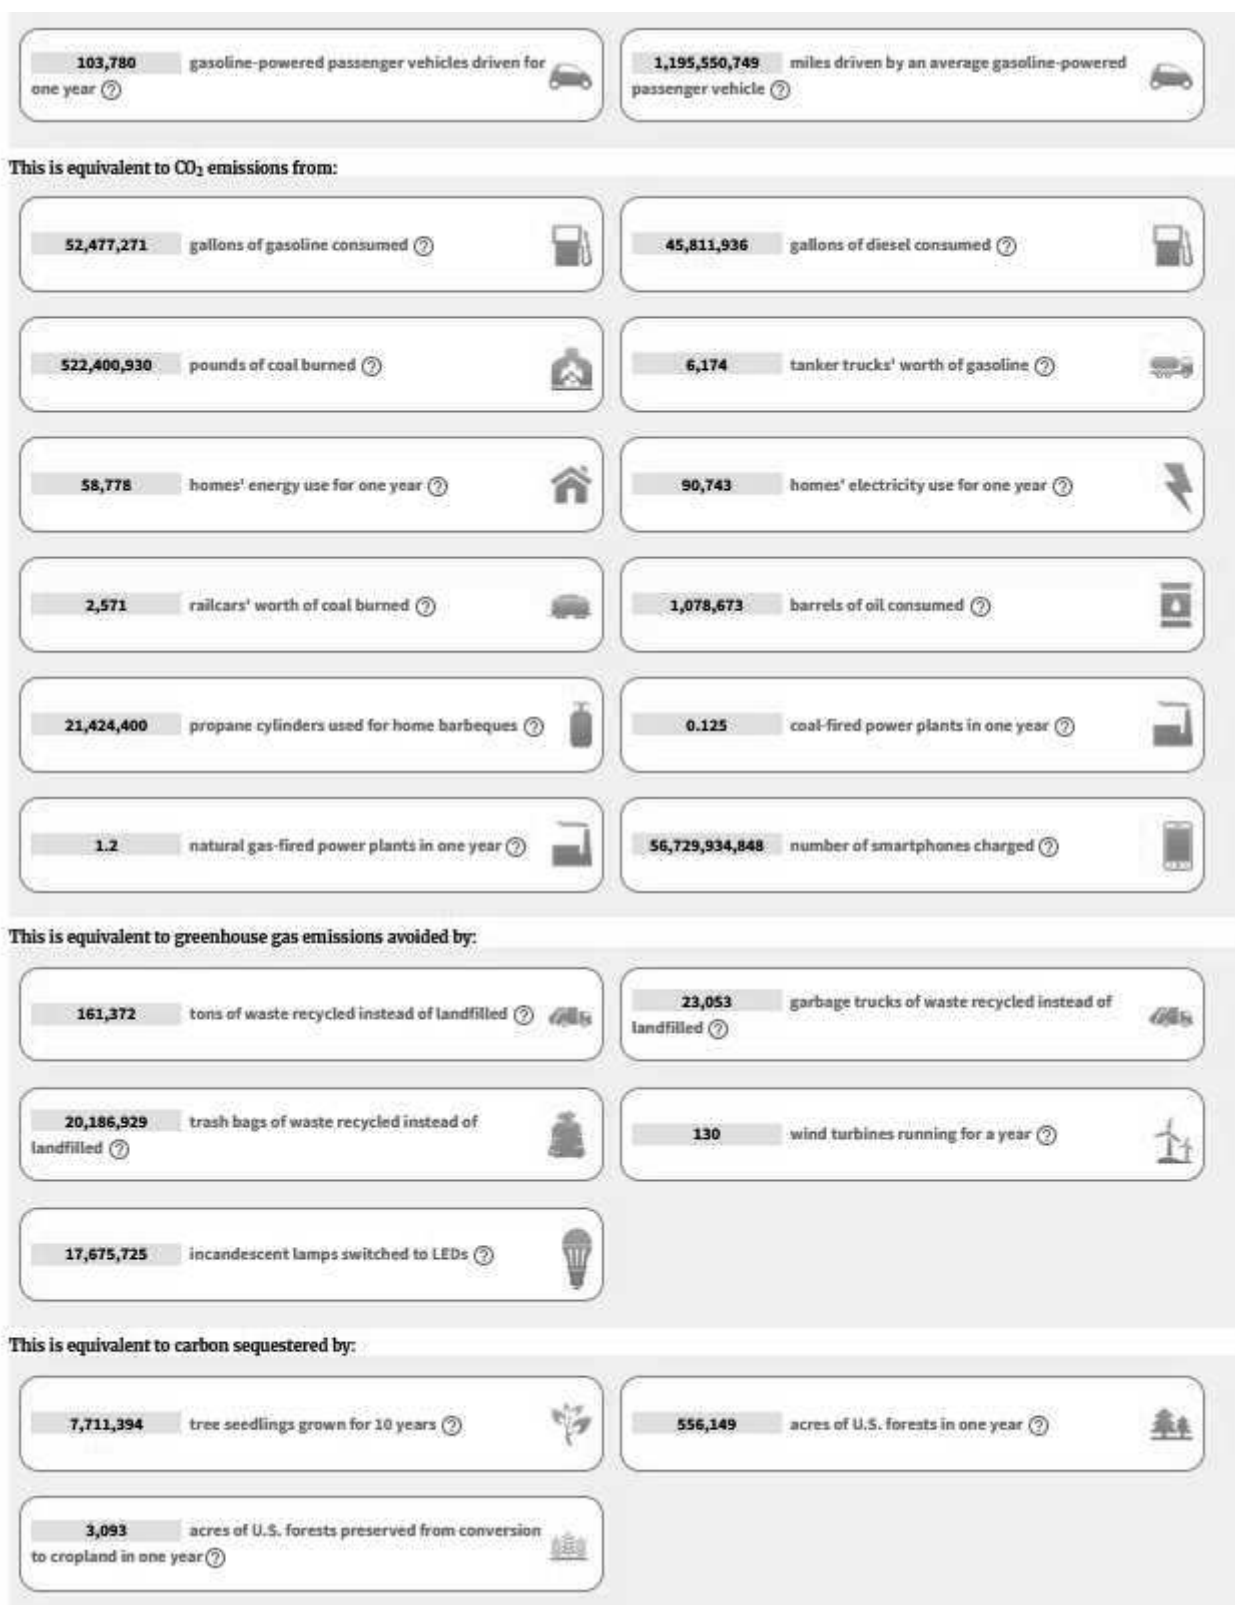 103,780 gasoline-powered passenger vehicles driven for
one year ?
1,195,550,749 miles driven by an average gasoline-powered
passenger vehicle ?
This is equivalent to CO₂ emissions from:
52,477,271 gallons of gasoline consumed ?
45,811,936 gallons of diesel consumed ?
522,400,930 pounds of coal burned ?
6,174 tanker trucks' worth of gasoline ?
58,778 homes' energy use for one year ?
90,743 homes' electricity use for one year ?
2,571 railcars' worth of coal burned ?
1,078,673 barrels of oil consumed ?
21,424,400 propane cylinders used for home barbeques ?
0.125 coal-fired power plants in one year ?
1.2 natural gas-fired power plants in one year ?
56,729,934,848 number of smartphones charged ?
This is equivalent to greenhouse gas emissions avoided by:
161,372 tons of waste recycled instead of landfilled ?
23,053 garbage trucks of waste recycled instead of
landfilled ?
20,186,929 trash bags of waste recycled instead of
landfilled ?
130 wind turbines running for a year ?
17,675,725 incandescent lamps switched to LEDs ?
This is equivalent to carbon sequestered by:
7,711,394 tree seedlings grown for 10 years ?
556,149 acres of U.S. forests in one year ?
3,093 acres of U.S. forests preserved from conversion
to cropland in one year ?